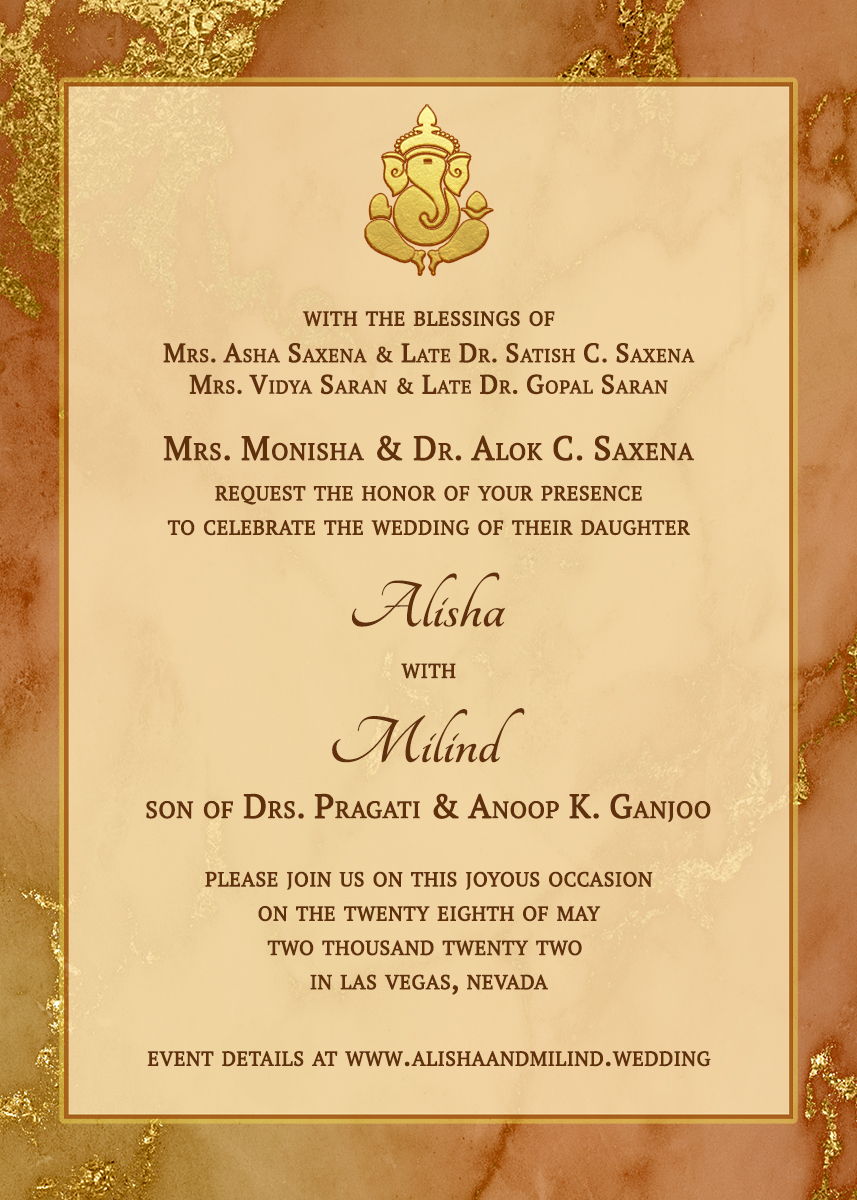 WITH THE BLESSINGS OF
MRS. ASHA SAXENA & LATE DR. SATISH C. SAXENA
MRS. VIDYA SARAN & LATE DR. GOPAL SARAN
MRS. MONISHA & DR. ALOK C. SAXENA
REQUEST THE HONOR OF YOUR PRESENCE
TO CELEBRATE THE WEDDING OF THEIR DAUGHTER
Alisha
WITH
Milind
SON OF DRS. PRAGATI & ANOOP K. GANJOO
PLEASE JOIN US ON THIS JOYOUS OCCASION
ON THE TWENTY EIGHTH OF MAY
TWO THOUSAND TWENTY TWO
IN LAS VEGAS, NEVADA
EVENT DETAILS AT WWW.ALISHAANDMILIND.WEDDING